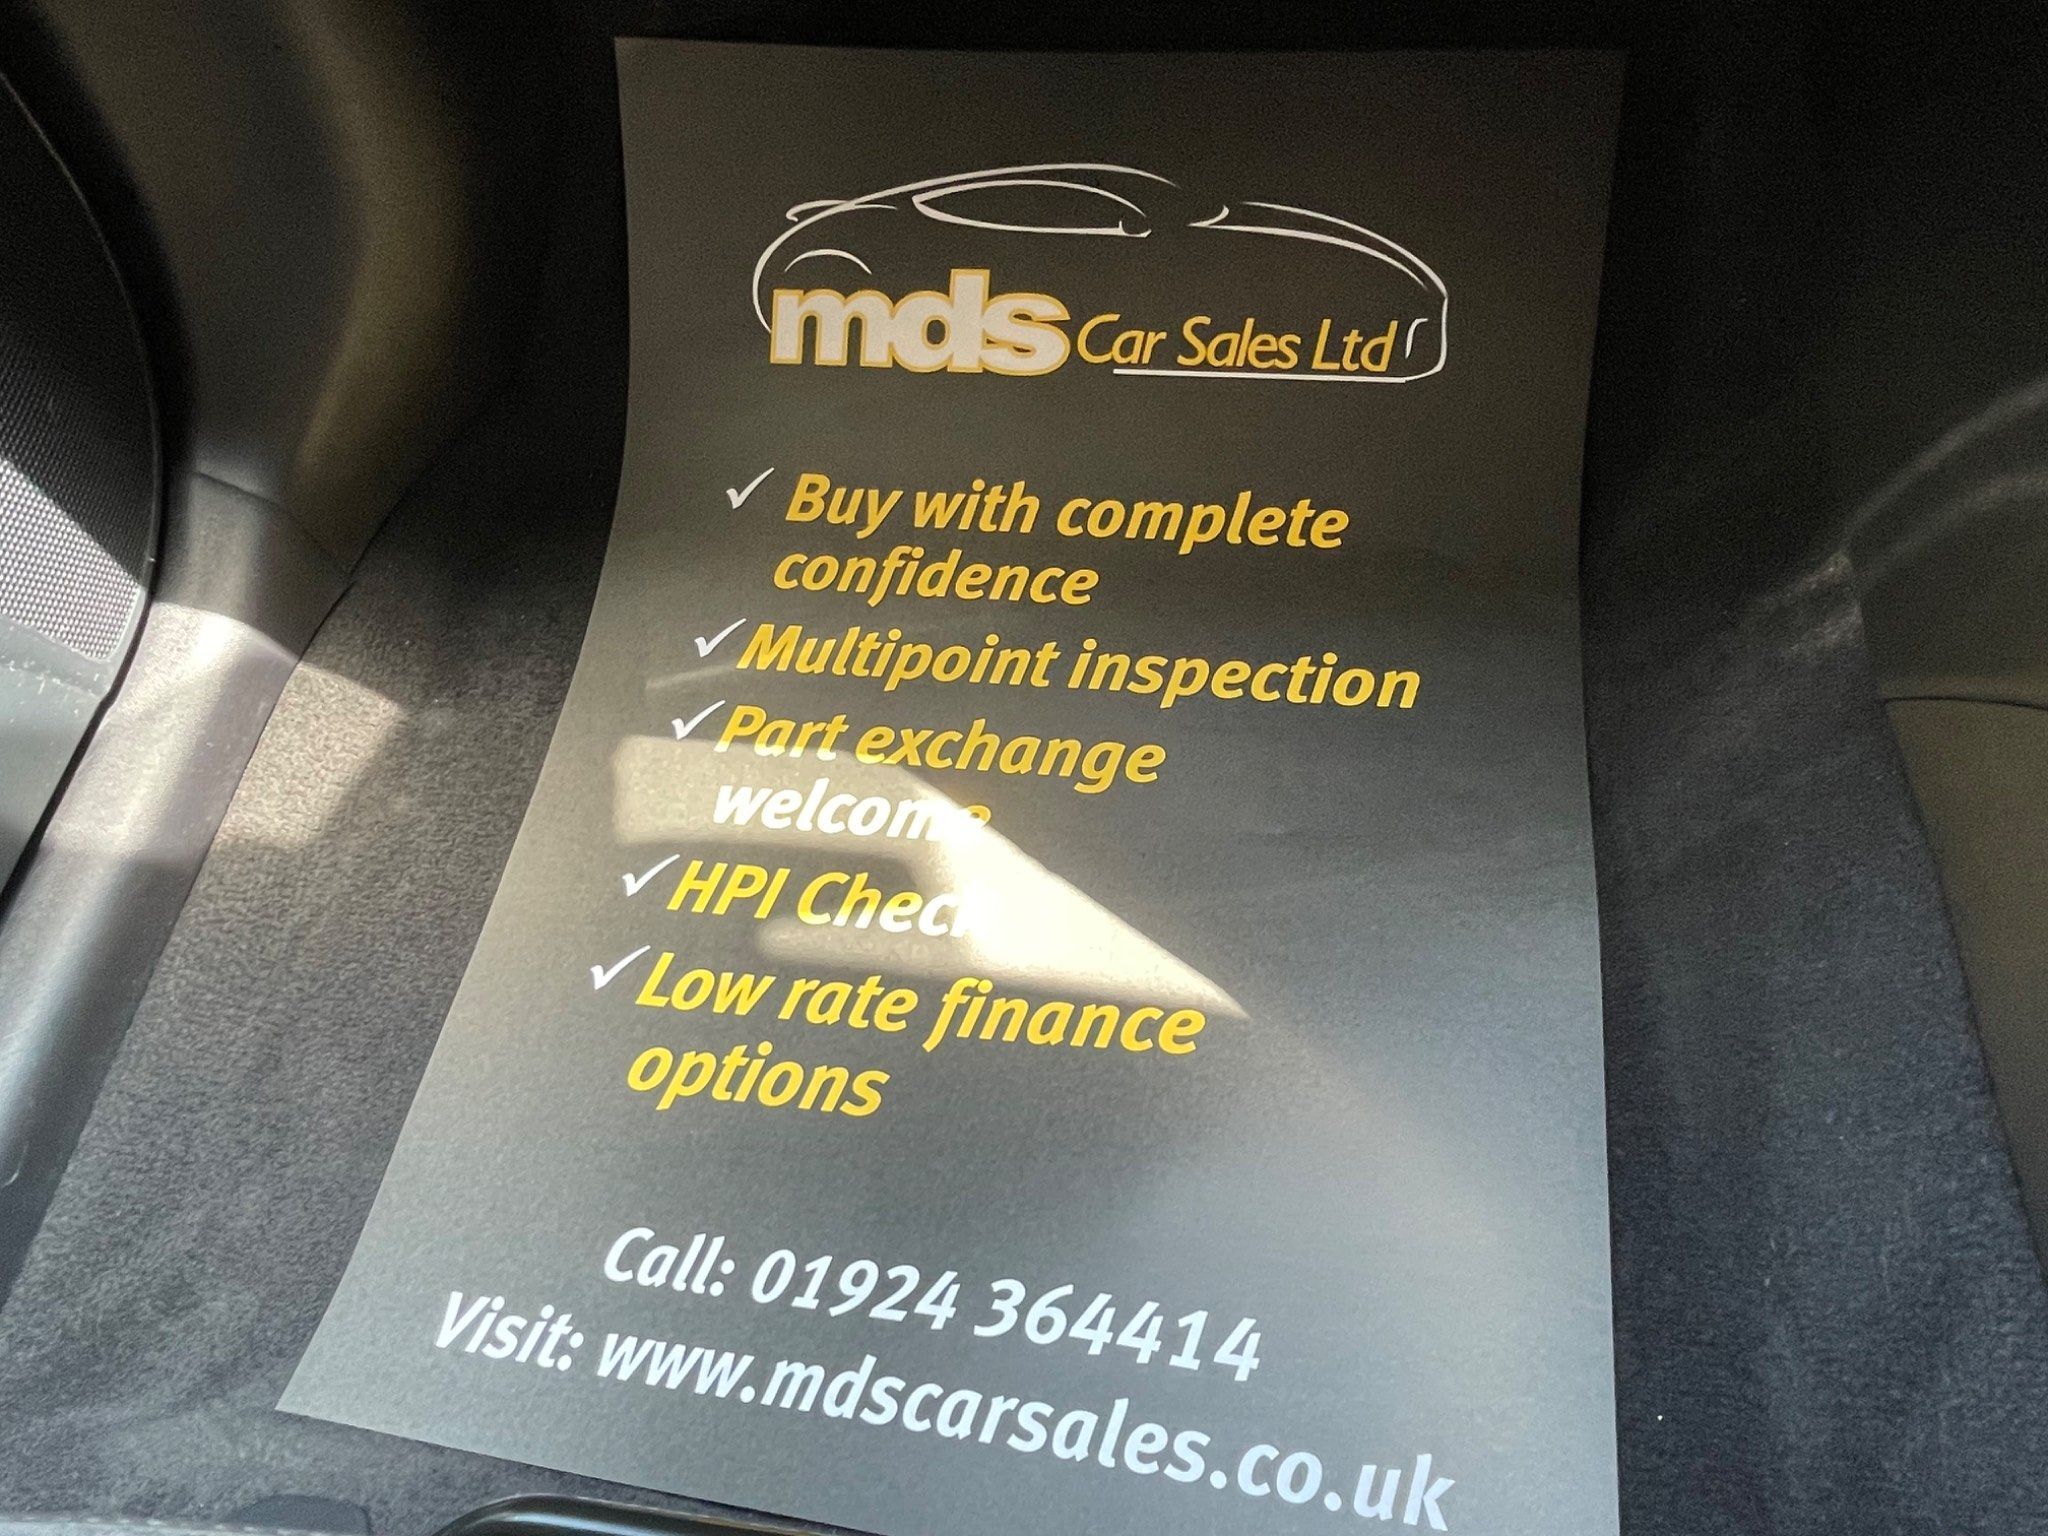 mds Car Sales Ltd
✓ Buy with complete
confidence
✓ Multipoint inspection
✓ Part exchange
welcome
✓ HPI Check
✓ Low rate finance
options
Call: 01924 364414
Visit: www.mdscarsales.co.uk